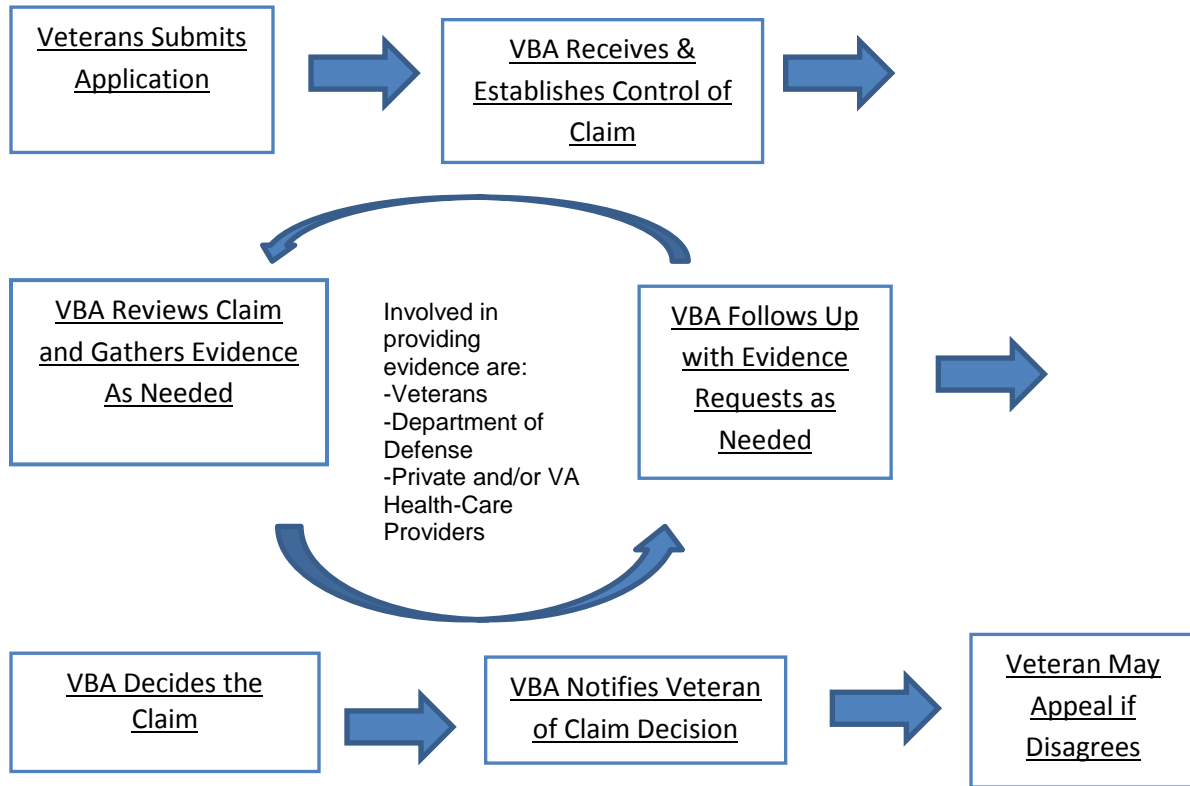 Veterans Submits
Application
VBA Receives &
Establishes Control of
Claim
VBA Reviews Claim
and Gathers Evidence
As Needed
Involved in
providing
evidence are:
-Veterans
-Department of
Defense
-Private and/or VA
Health-Care
Providers
VBA Follows Up
with Evidence
Requests as
Needed
VBA Decides the
Claim
VBA Notifies Veteran
of Claim Decision
Veteran May
Appeal if
Disagrees